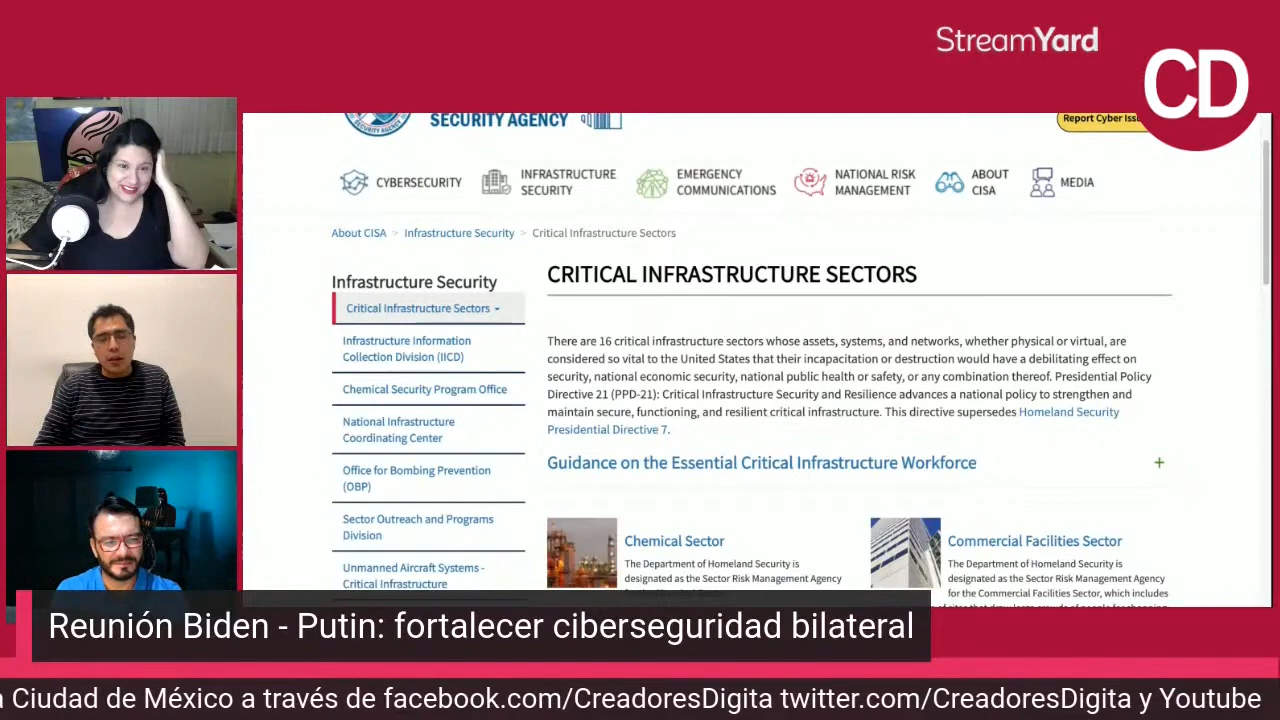 StreamYard
CD
SECURITY AGENCY
SECURITY AGENCY
Report Cyber Issu
CYBERSECURITY
INFRASTRUCTURE
SECURITY
EMERGENCY
COMMUNICATIONS
NATIONAL RISK
MANAGEMENT
ABOUT
CISA
MEDIA
About CISA > Infrastructure Security > Critical Infrastructure Sectors
Infrastructure Security
Critical Infrastructure Sectors
Infrastructure Information
Collection Division (IICD)
Chemical Security Program Office
National Infrastructure
Coordinating Center
Office for Bombing Prevention
(OBP)
Sector Outreach and Programs
Division
Unmanned Aircraft Systems -
Critical Infrastructure
CRITICAL INFRASTRUCTURE SECTORS
There are 16 critical infrastructure sectors whose assets, systems, and networks, whether physical or virtual, are
considered so vital to the United States that their incapacitation or destruction would have a debilitating effect on
security, national economic security, national public health or safety, or any combination thereof. Presidential Policy
Directive 21 (PPD-21): Critical Infrastructure Security and Resilience advances a national policy to strengthen and
maintain secure, functioning, and resilient critical infrastructure. This directive supersedes Homeland Security
Presidential Directive 7.
Guidance on the Essential Critical Infrastructure Workforce +
Chemical Sector
The Department of Homeland Security is
designated as the Sector Risk Management Agency
Commercial Facilities Sector
The Department of Homeland Security is
designated as the Sector Risk Management Agency
for the Commercial Facilities Sector, which includes
Reunión Biden - Putin: fortalecer ciberseguridad bilateral
a Ciudad de México a través de facebook.com/CreadoresDigita twitter.com/CreadoresDigita y Youtube